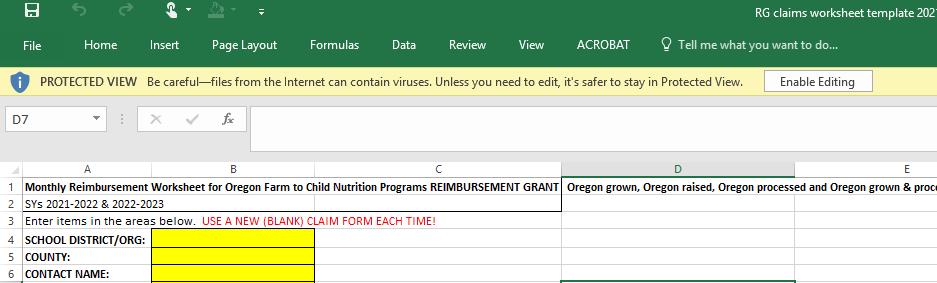 RG claims worksheet template 2021
File Home Insert Page Layout Formulas Data Review View ACROBAT Tell me what you want to do...
PROTECTED VIEW Be careful—files from the Internet can contain viruses. Unless you need to edit, it's safer to stay in Protected View. Enable Editing
D7 fx
A B C D E
1 Monthly Reimbursement Worksheet for Oregon Farm to Child Nutrition Programs REIMBURSEMENT GRANT Oregon grown, Oregon raised, Oregon processed and Oregon grown & proce
2 SYs 2021-2022 & 2022-2023
3 Enter items in the areas below. USE A NEW (BLANK) CLAIM FORM EACH TIME!
4 SCHOOL DISTRICT/ORG:
5 COUNTY:
6 CONTACT NAME: